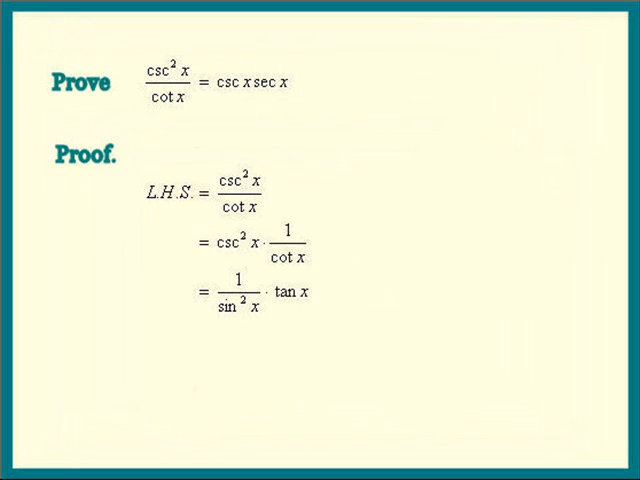 Prove csc² x / cot x = csc x sec x
Proof.
L.H.S. = csc² x / cot x
= csc² x · 1 / cot x
= 1 / sin² x · tan x